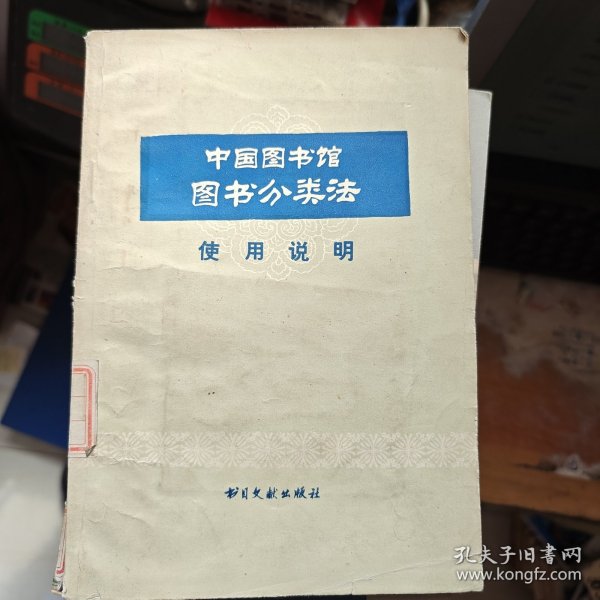 中国图书馆
图书分类法
使用说明
书目文献出版社
孔夫子旧书网
www.kongfz.com